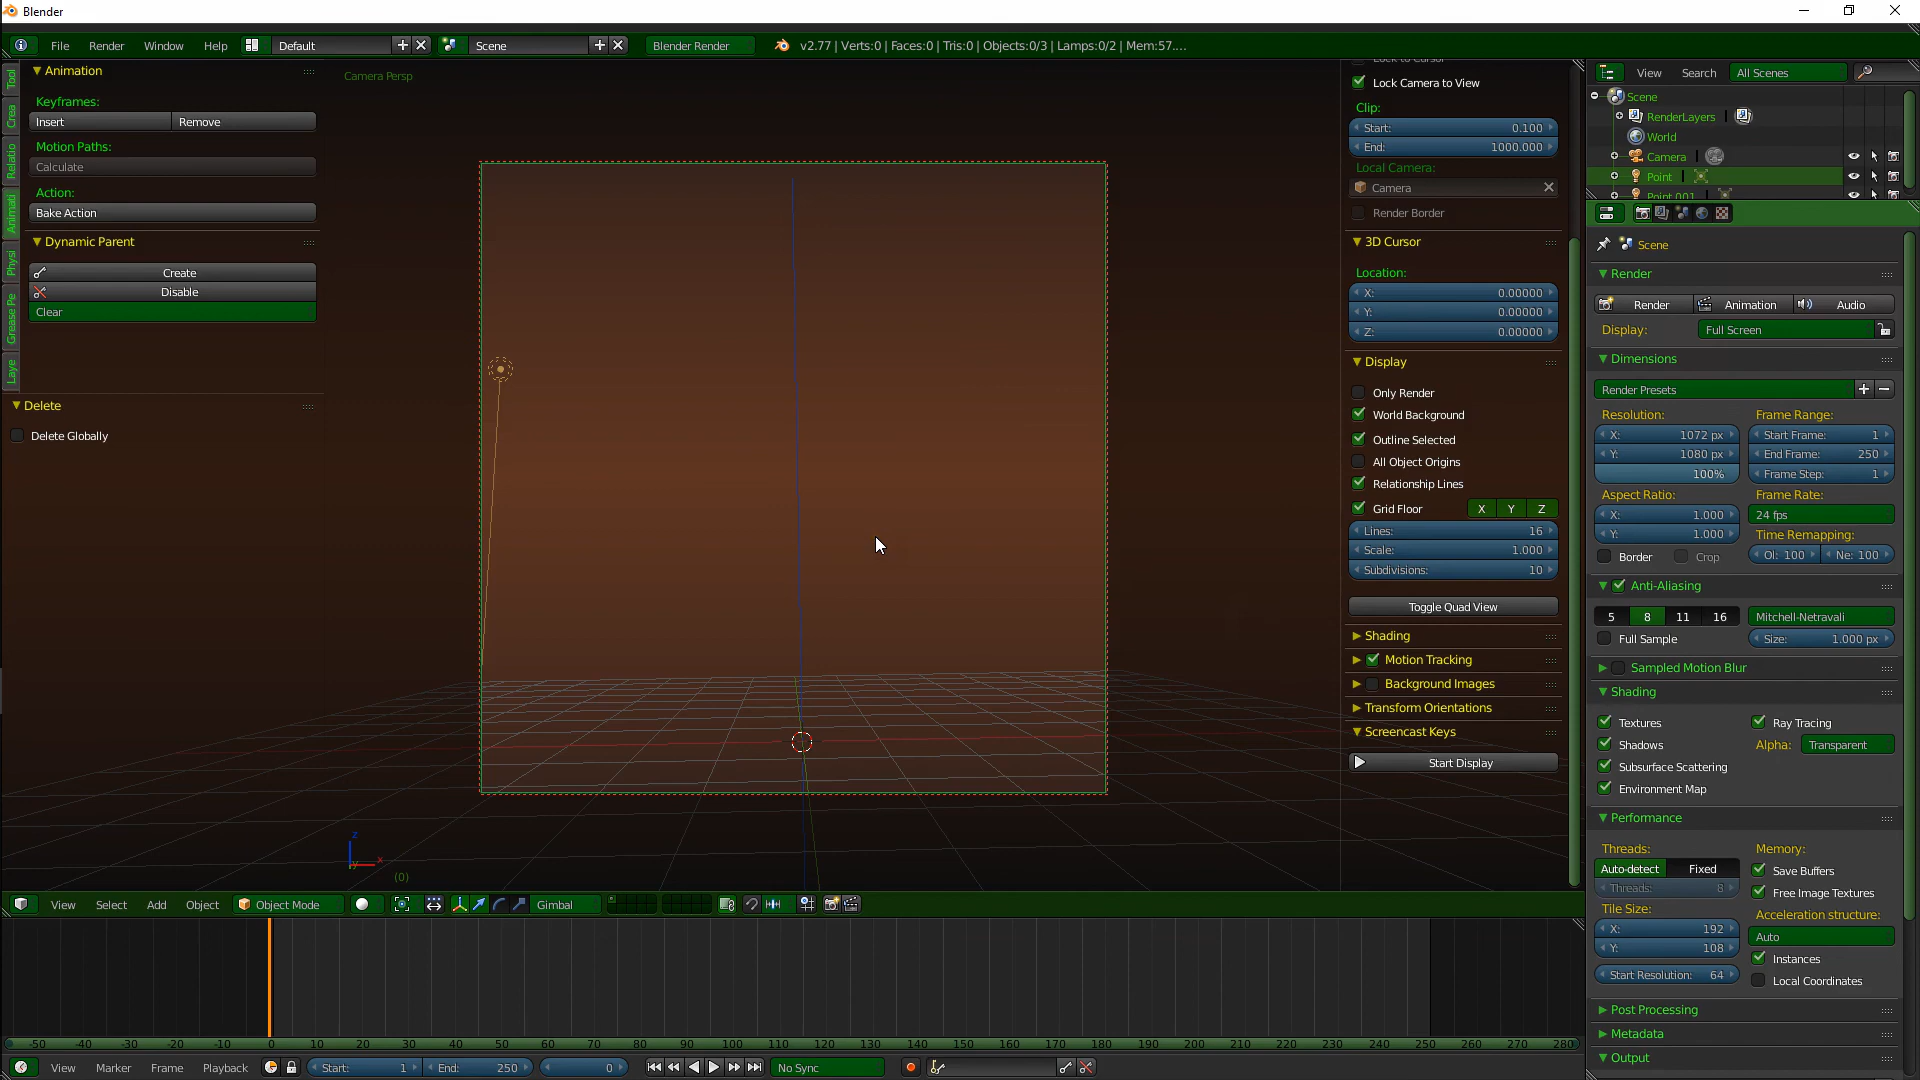 Blender
File Render Window Help Default Scene Blender Render v2.77 | Verts:0 | Faces:0 | Tris:0 | Objects:0/3 | Lamps:0/2 | Mem:57....
Tool
Crea
Relatio
Animati
Physi
Grease Pe
Laye
Animation
Keyframes:
Insert Remove
Motion Paths:
Calculate
Action:
Bake Action
Dynamic Parent
Create
Disable
Clear
Delete
Delete Globally
Camera Persp
z
x
y
(0)
Lock to Cursor
Lock Camera to View
Clip:
Start: 0.100
End: 1000.000
Local Camera:
Camera
Render Border
3D Cursor
Location:
X: 0.00000
Y: 0.00000
Z: 0.00000
Display
Only Render
World Background
Outline Selected
All Object Origins
Relationship Lines
Grid Floor X Y Z
Lines: 16
Scale: 1.000
Subdivisions: 10
Toggle Quad View
Shading
Motion Tracking
Background Images
Transform Orientations
Screencast Keys
Start Display
View Search All Scenes
Scene
RenderLayers
World
Camera
Point
Point.001
Scene
Render
Render Animation Audio
Display: Full Screen
Dimensions
Render Presets
Resolution: Frame Range:
X: 1072 px Start Frame: 1
Y: 1080 px End Frame: 250
100% Frame Step: 1
Aspect Ratio: Frame Rate:
X: 1.000 24 fps
Y: 1.000 Time Remapping:
Border Crop Ol: 100 Ne: 100
Anti-Aliasing
5 8 11 16 Mitchell-Netravali
Full Sample Size: 1.000 px
Sampled Motion Blur
Shading
Textures Ray Tracing
Shadows Alpha: Transparent
Subsurface Scattering
Environment Map
Performance
Threads: Memory:
Auto-detect Fixed Save Buffers
Threads: 8 Free Image Textures
Tile Size: Acceleration structure:
X: 192 Auto
Y: 108 Instances
Start Resolution: 64 Local Coordinates
Post Processing
Metadata
Output
View Select Add Object Object Mode Gimbal
-50 -40 -30 -20 -10 0 10 20 30 40 50 60 70 80 90 100 110 120 130 140 150 160 170 180 190 200 210 220 230 240 250 260 270 280
View Marker Frame Playback Start: 1 End: 250 0 No Sync